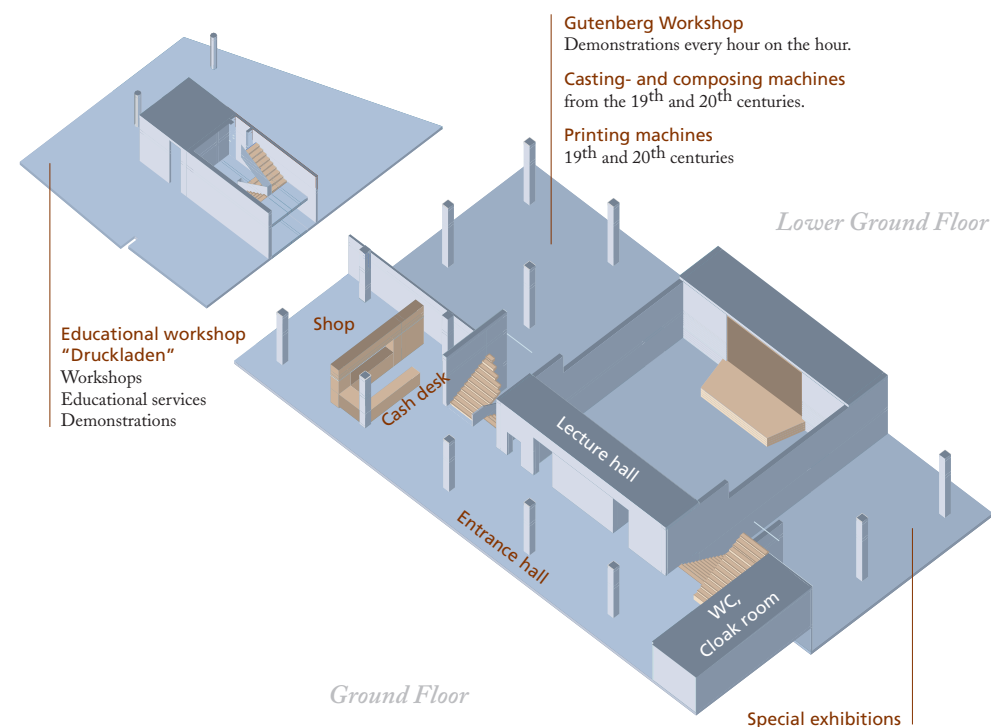 Gutenberg Workshop
Demonstrations every hour on the hour.
Casting- and composing machines
from the 19th and 20th centuries.
Printing machines
19th and 20th centuries
Lower Ground Floor
Educational workshop
“Druckladen”
Workshops
Educational services
Demonstrations
Shop
Cash desk
Lecture hall
Entrance hall
WC,
Cloak room
Ground Floor
Special exhibitions